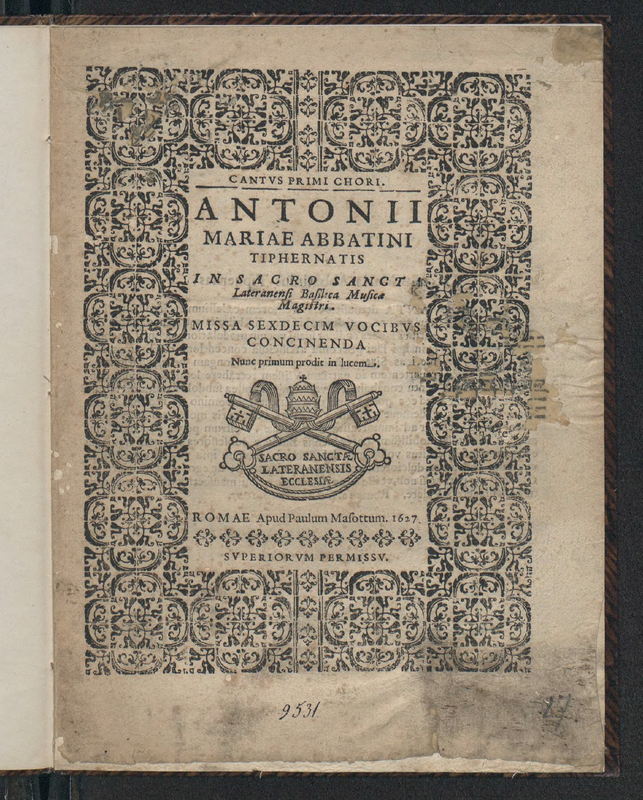 CANTVS PRIMI CHORI.
ANTONII
MARIAE ABBATINI
TIPHERNATIS
IN SACRO SANCT
Lateranensi Basilica Musicæ
Magistri.
MISSA SEXDECIM VOCIBVS
CONCINENDA
Nunc primum prodit in lucem.
SACRO SANCTÆ
LATERANENSIS
ECCLESIÆ
ROMAE Apud Paulum Masottum. 1627
SVPERIORVM PERMISSV.
9531